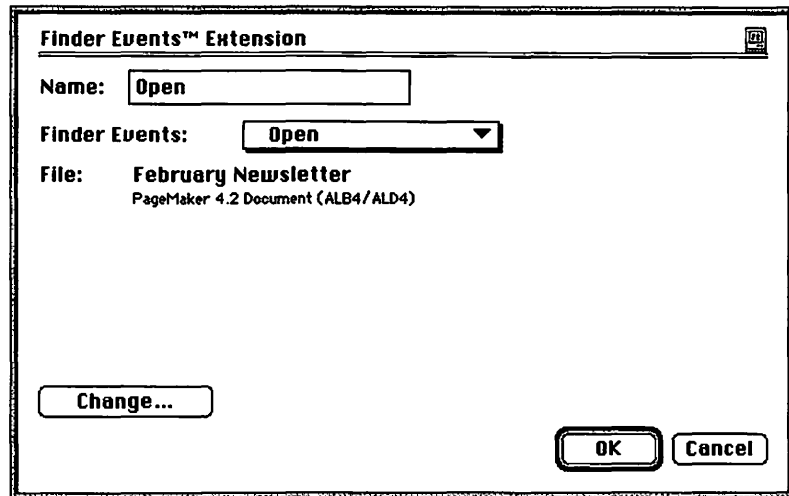 Finder Events™ Extension
Name: Open
Finder Events: Open
File: February Newsletter
PageMaker 4.2 Document (ALB4/ALD4)
Change...
OK Cancel